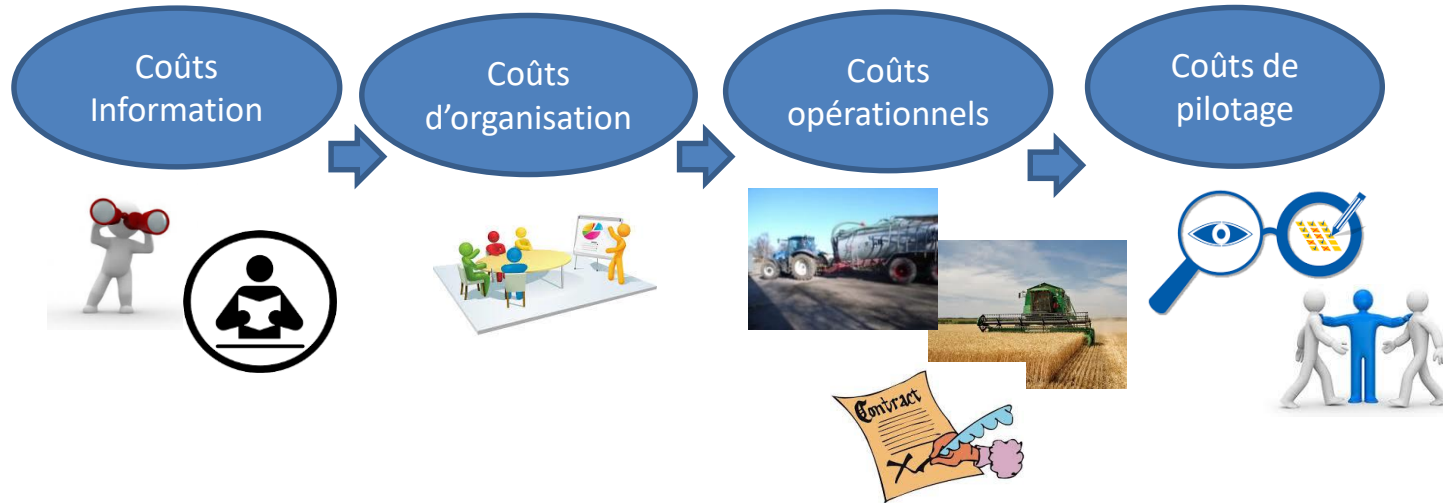 Coûts
Information
Coûts
d’organisation
Coûts
opérationnels
Coûts de
pilotage
Contract